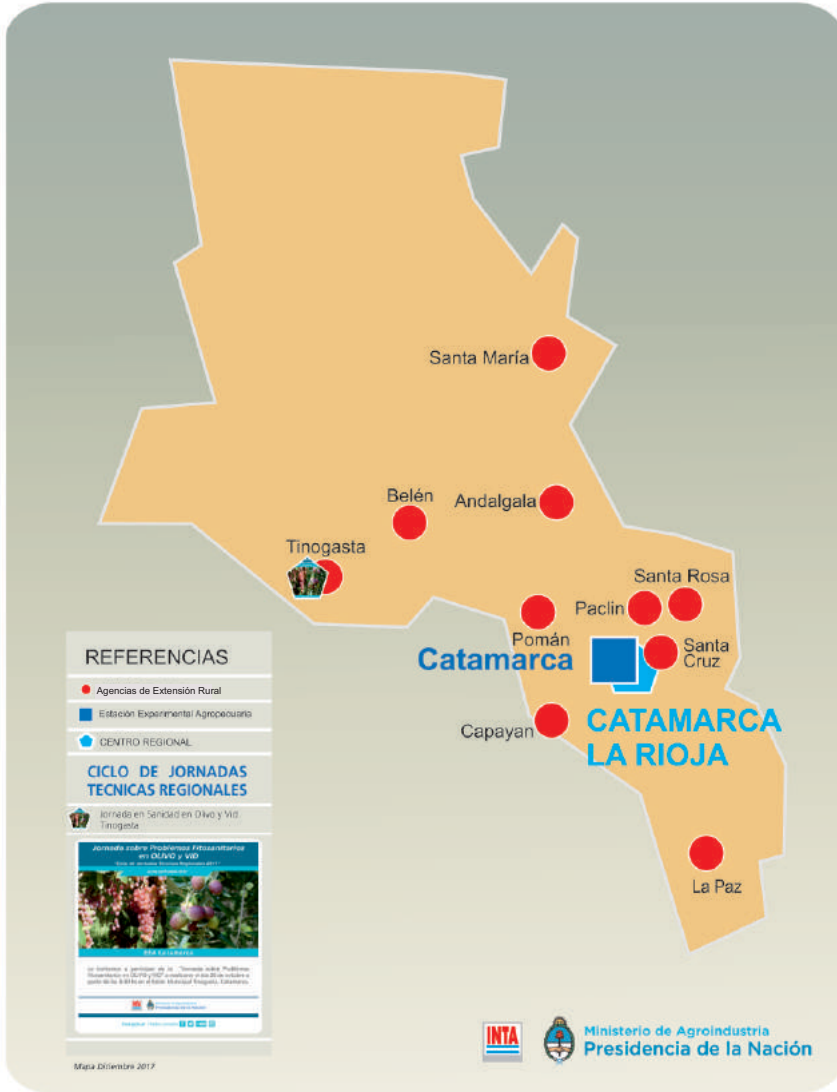 Santa María
Belén
Andalgala
Tinogasta
Santa Rosa
Paclin
Pomán
Santa
Cruz
Catamarca
Capayan
CATAMARCA
LA RIOJA
La Paz
REFERENCIAS
Agencias de Extensión Rural
Estación Experimental Agropecuaria
CENTRO REGIONAL
CICLO DE JORNADAS
TECNICAS REGIONALES
Jornada en Sanidad en Olivo y Vid.
Tinogasta
Jornada sobre Problemas Fitosanitarios
en OLIVO y VID
INTA
Ministerio de Agroindustria
Presidencia de la Nación
Mapa Diciembre 2017